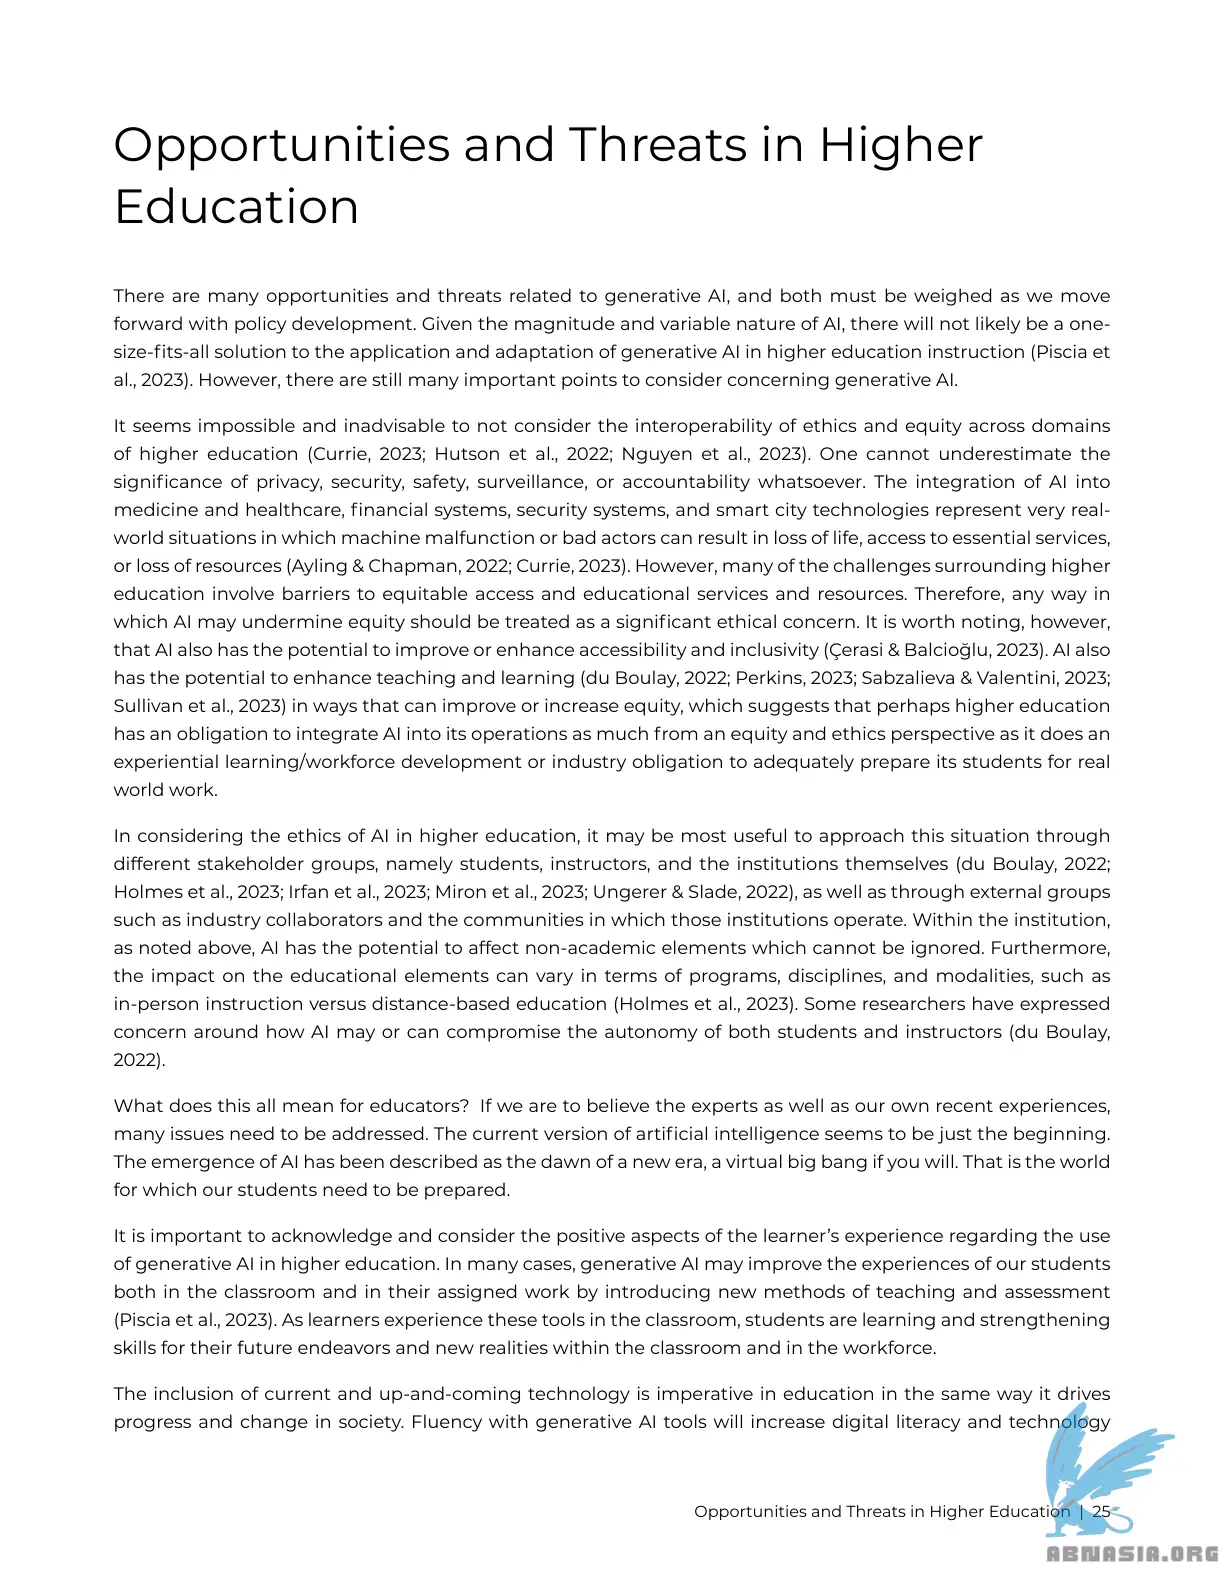 Opportunities and Threats in Higher
Education
There are many opportunities and threats related to generative AI, and both must be weighed as we move
forward with policy development. Given the magnitude and variable nature of AI, there will not likely be a one-
size-fits-all solution to the application and adaptation of generative AI in higher education instruction (Piscia et
al., 2023). However, there are still many important points to consider concerning generative AI.
It seems impossible and inadvisable to not consider the interoperability of ethics and equity across domains
of higher education (Currie, 2023; Hutson et al., 2022; Nguyen et al., 2023). One cannot underestimate the
significance of privacy, security, safety, surveillance, or accountability whatsoever. The integration of AI into
medicine and healthcare, financial systems, security systems, and smart city technologies represent very real-
world situations in which machine malfunction or bad actors can result in loss of life, access to essential services,
or loss of resources (Ayling & Chapman, 2022; Currie, 2023). However, many of the challenges surrounding higher
education involve barriers to equitable access and educational services and resources. Therefore, any way in
which AI may undermine equity should be treated as a significant ethical concern. It is worth noting, however,
that AI also has the potential to improve or enhance accessibility and inclusivity (Çerasi & Balcioğlu, 2023). AI also
has the potential to enhance teaching and learning (du Boulay, 2022; Perkins, 2023; Sabzalieva & Valentini, 2023;
Sullivan et al., 2023) in ways that can improve or increase equity, which suggests that perhaps higher education
has an obligation to integrate AI into its operations as much from an equity and ethics perspective as it does an
experiential learning/workforce development or industry obligation to adequately prepare its students for real
world work.
In considering the ethics of AI in higher education, it may be most useful to approach this situation through
different stakeholder groups, namely students, instructors, and the institutions themselves (du Boulay, 2022;
Holmes et al., 2023; Irfan et al., 2023; Miron et al., 2023; Ungerer & Slade, 2022), as well as through external groups
such as industry collaborators and the communities in which those institutions operate. Within the institution,
as noted above, AI has the potential to affect non-academic elements which cannot be ignored. Furthermore,
the impact on the educational elements can vary in terms of programs, disciplines, and modalities, such as
in-person instruction versus distance-based education (Holmes et al., 2023). Some researchers have expressed
concern around how AI may or can compromise the autonomy of both students and instructors (du Boulay,
2022).
What does this all mean for educators?  If we are to believe the experts as well as our own recent experiences,
many issues need to be addressed. The current version of artificial intelligence seems to be just the beginning.
The emergence of AI has been described as the dawn of a new era, a virtual big bang if you will. That is the world
for which our students need to be prepared.
It is important to acknowledge and consider the positive aspects of the learner’s experience regarding the use
of generative AI in higher education. In many cases, generative AI may improve the experiences of our students
both in the classroom and in their assigned work by introducing new methods of teaching and assessment
(Piscia et al., 2023). As learners experience these tools in the classroom, students are learning and strengthening
skills for their future endeavors and new realities within the classroom and in the workforce.
The inclusion of current and up-and-coming technology is imperative in education in the same way it drives
progress and change in society. Fluency with generative AI tools will increase digital literacy and technology
Opportunities and Threats in Higher Education | 25
ABNASIA.ORG